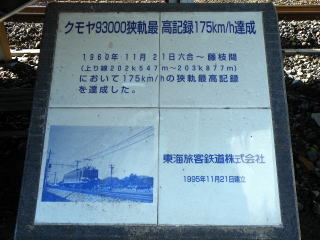 クモヤ93000狭軌最高記録175km/h達成
1960年11月21日六合～藤枝間
(上り線202k547m～203k877m)
において175km/hの狭軌最高記録
を達成した。
東海旅客鉄道株式会社
1995年11月21日建立